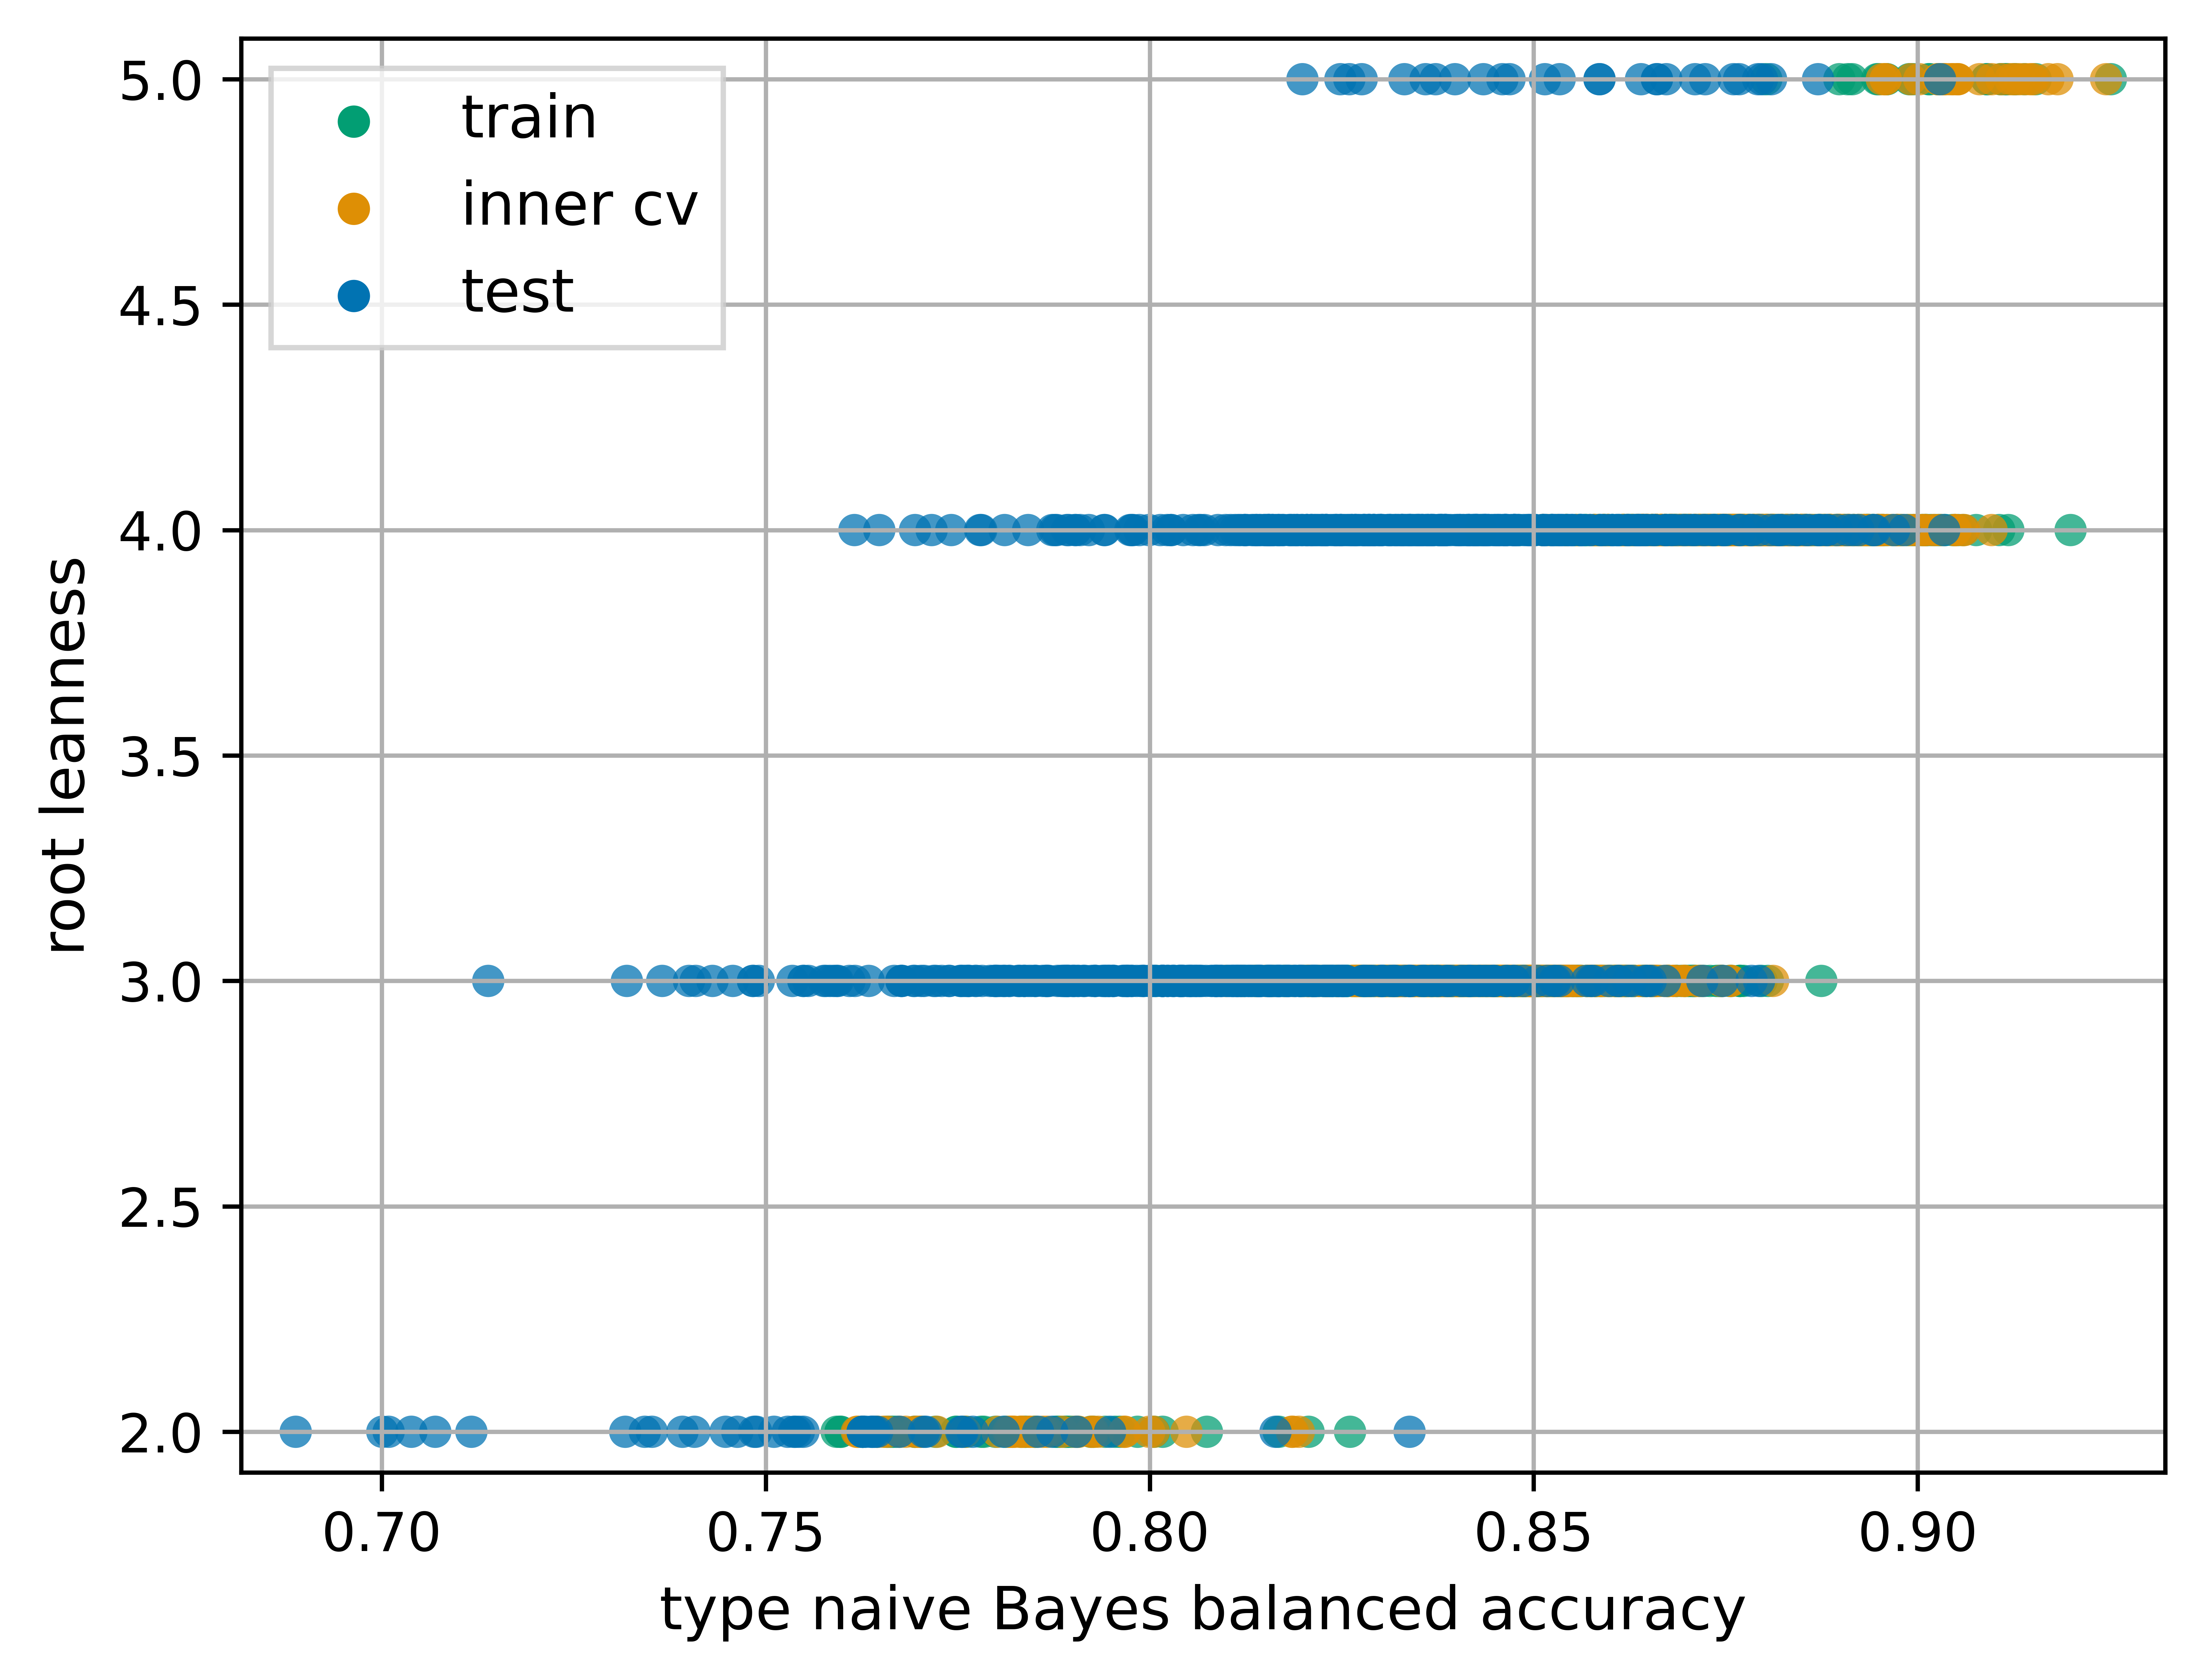 train
inner cv
test
root leanness
5.0
4.5
4.0
3.5
3.0
2.5
2.0
0.70
0.75
0.80
0.85
0.90
type naive Bayes balanced accuracy